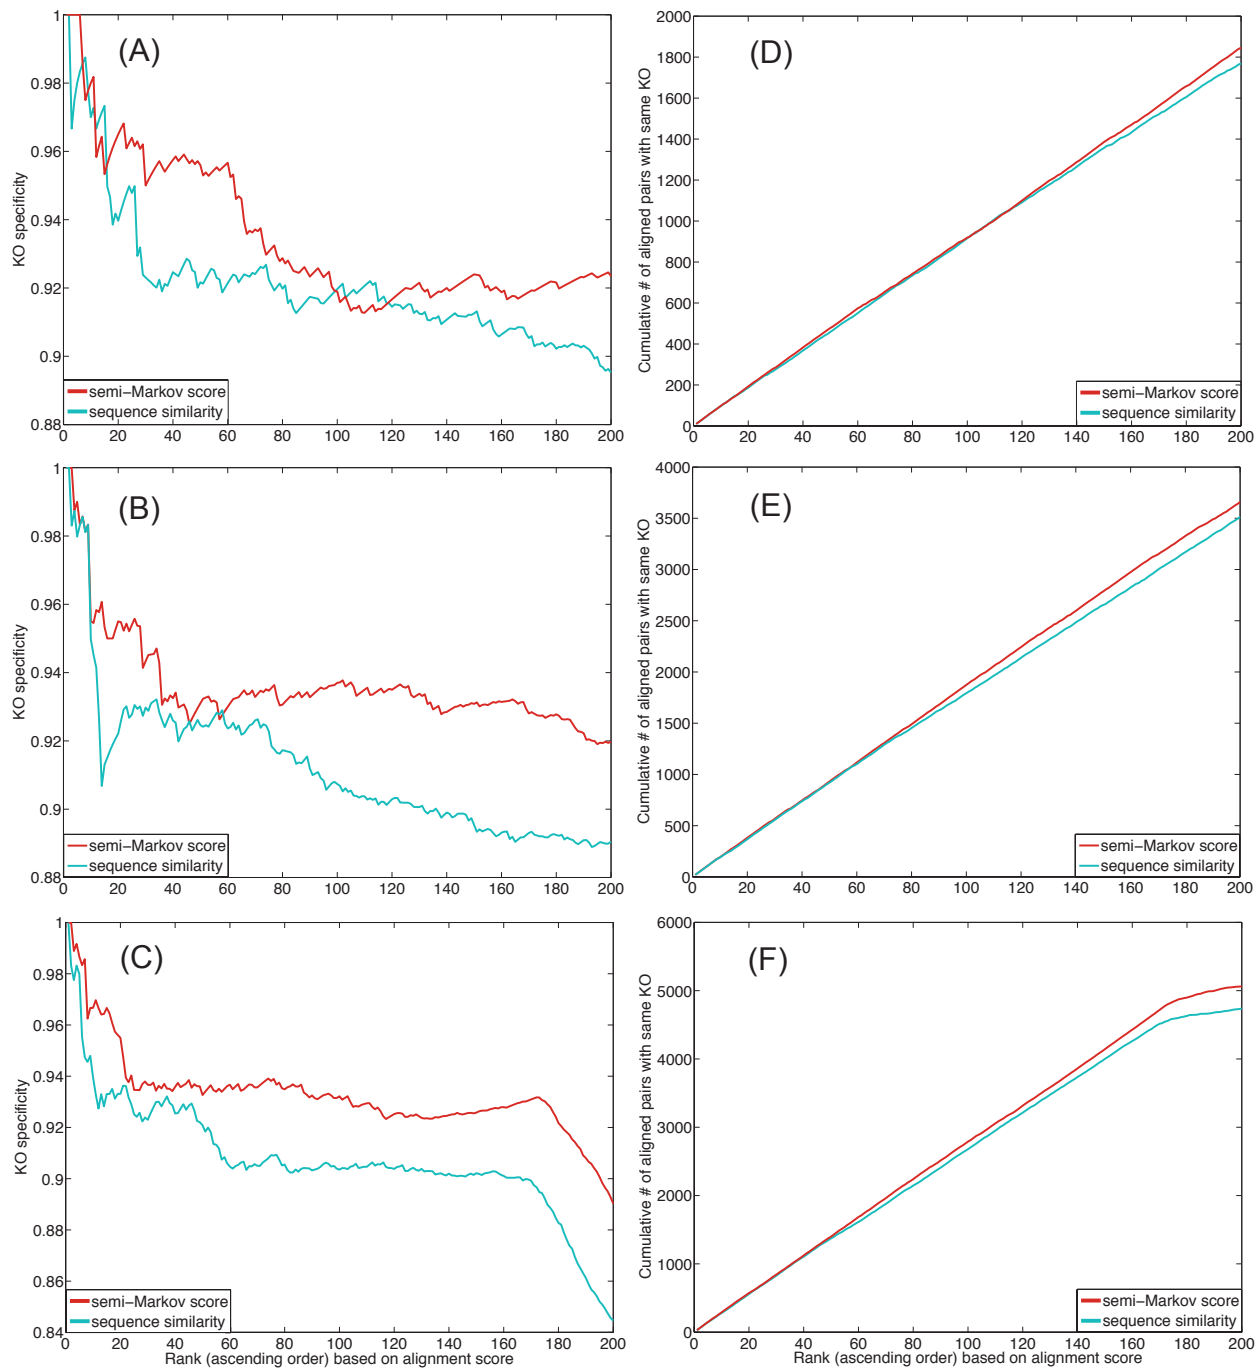 (A)
KO specificity
1
0.98
0.96
0.94
0.92
0.9
0.88
semi-Markov score
sequence similarity
0 20 40 60 80 100 120 140 160 180 200
(D)
Cumulative # of aligned pairs with same KO
2000
1800
1600
1400
1200
1000
800
600
400
200
0
semi-Markov score
sequence similarity
0 20 40 60 80 100 120 140 160 180 200
(B)
KO specificity
1
0.98
0.96
0.94
0.92
0.9
0.88
semi-Markov score
sequence similarity
0 20 40 60 80 100 120 140 160 180 200
(E)
Cumulative # of aligned pairs with same KO
4000
3500
3000
2500
2000
1500
1000
500
0
semi-Markov score
sequence similarity
0 20 40 60 80 100 120 140 160 180 200
(C)
KO specificity
1
0.98
0.96
0.94
0.92
0.9
0.88
0.86
0.84
semi-Markov score
sequence similarity
0 20 40 60 80 100 120 140 160 180 200
Rank (ascending order) based on alignment score
(F)
Cumulative # of aligned pairs with same KO
6000
5000
4000
3000
2000
1000
0
semi-Markov score
sequence similarity
0 20 40 60 80 100 120 140 160 180 200
Rank (ascending order) based on alignment score